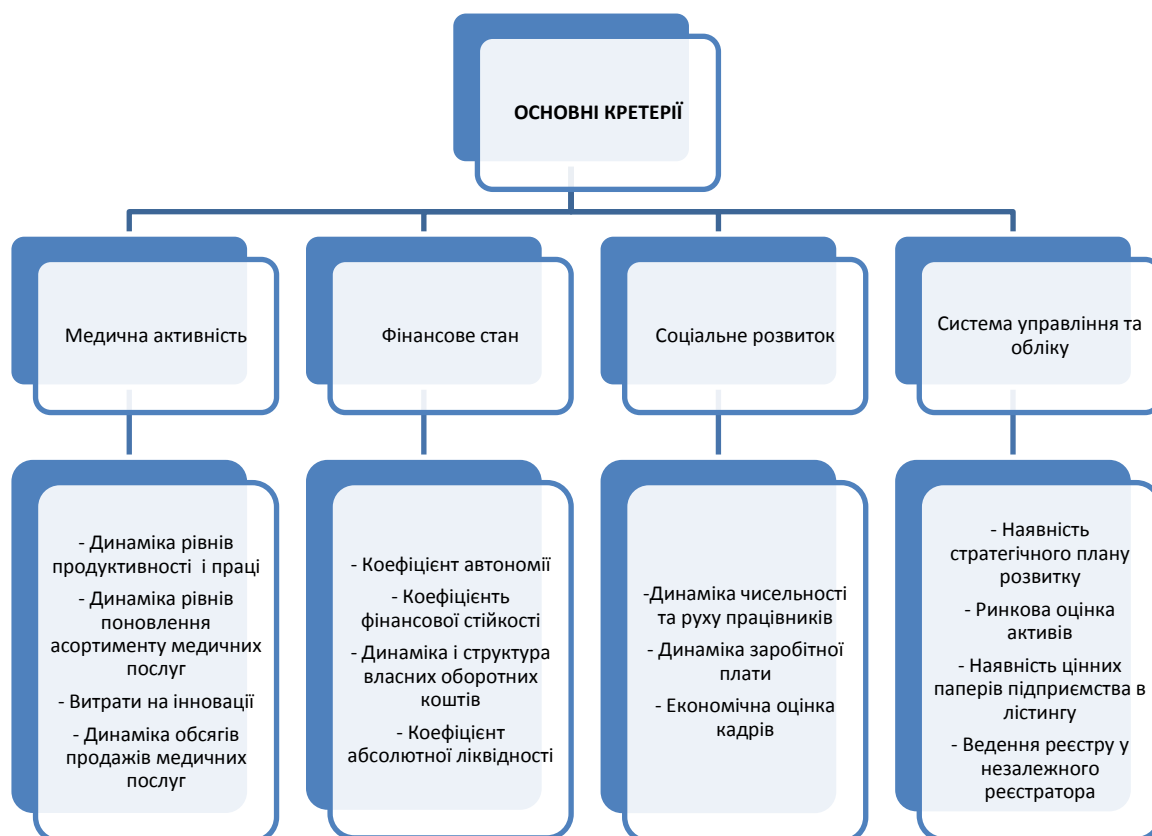 ОСНОВНІ КРЕТЕРІЇ
Медична активність
Фінансове стан
Соціальне розвиток
Система управління та
обліку
- Динаміка рівнів
продуктивності і праці
- Динаміка рівнів
поновлення
асортименту медичних
послуг
- Витрати на інновації
- Динаміка обсягів
продажів медичних
послуг
- Коефіцієнт автономії
- Коефіцієнть
фінансової стійкості
- Динаміка і структура
власних оборотних
коштів
- Коефіцієнт
абсолютної ліквідності
-Динаміка чисельності
та руху працівників
- Динаміка заробітної
плати
- Економічна оцінка
кадрів
- Наявність
стратегічного плану
розвитку
- Ринкова оцінка
активів
- Наявність цінних
паперів підприємства в
лістингу
- Ведення реєстру у
незалежного
реєстратора